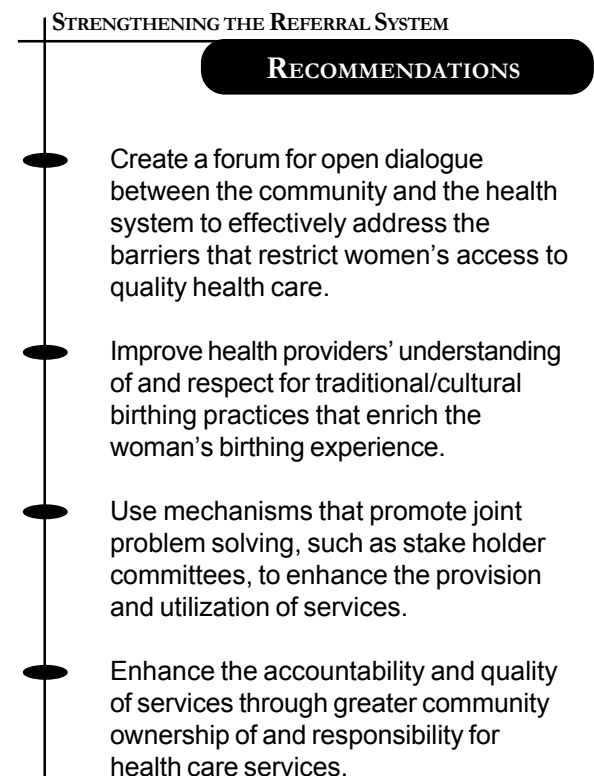 STRENGTHENING THE REFERRAL SYSTEM
RECOMMENDATIONS
Create a forum for open dialogue
between the community and the health
system to effectively address the
barriers that restrict women’s access to
quality health care.
Improve health providers’ understanding
of and respect for traditional/cultural
birthing practices that enrich the
woman’s birthing experience.
Use mechanisms that promote joint
problem solving, such as stake holder
committees, to enhance the provision
and utilization of services.
Enhance the accountability and quality
of services through greater community
ownership of and responsibility for
health care services.